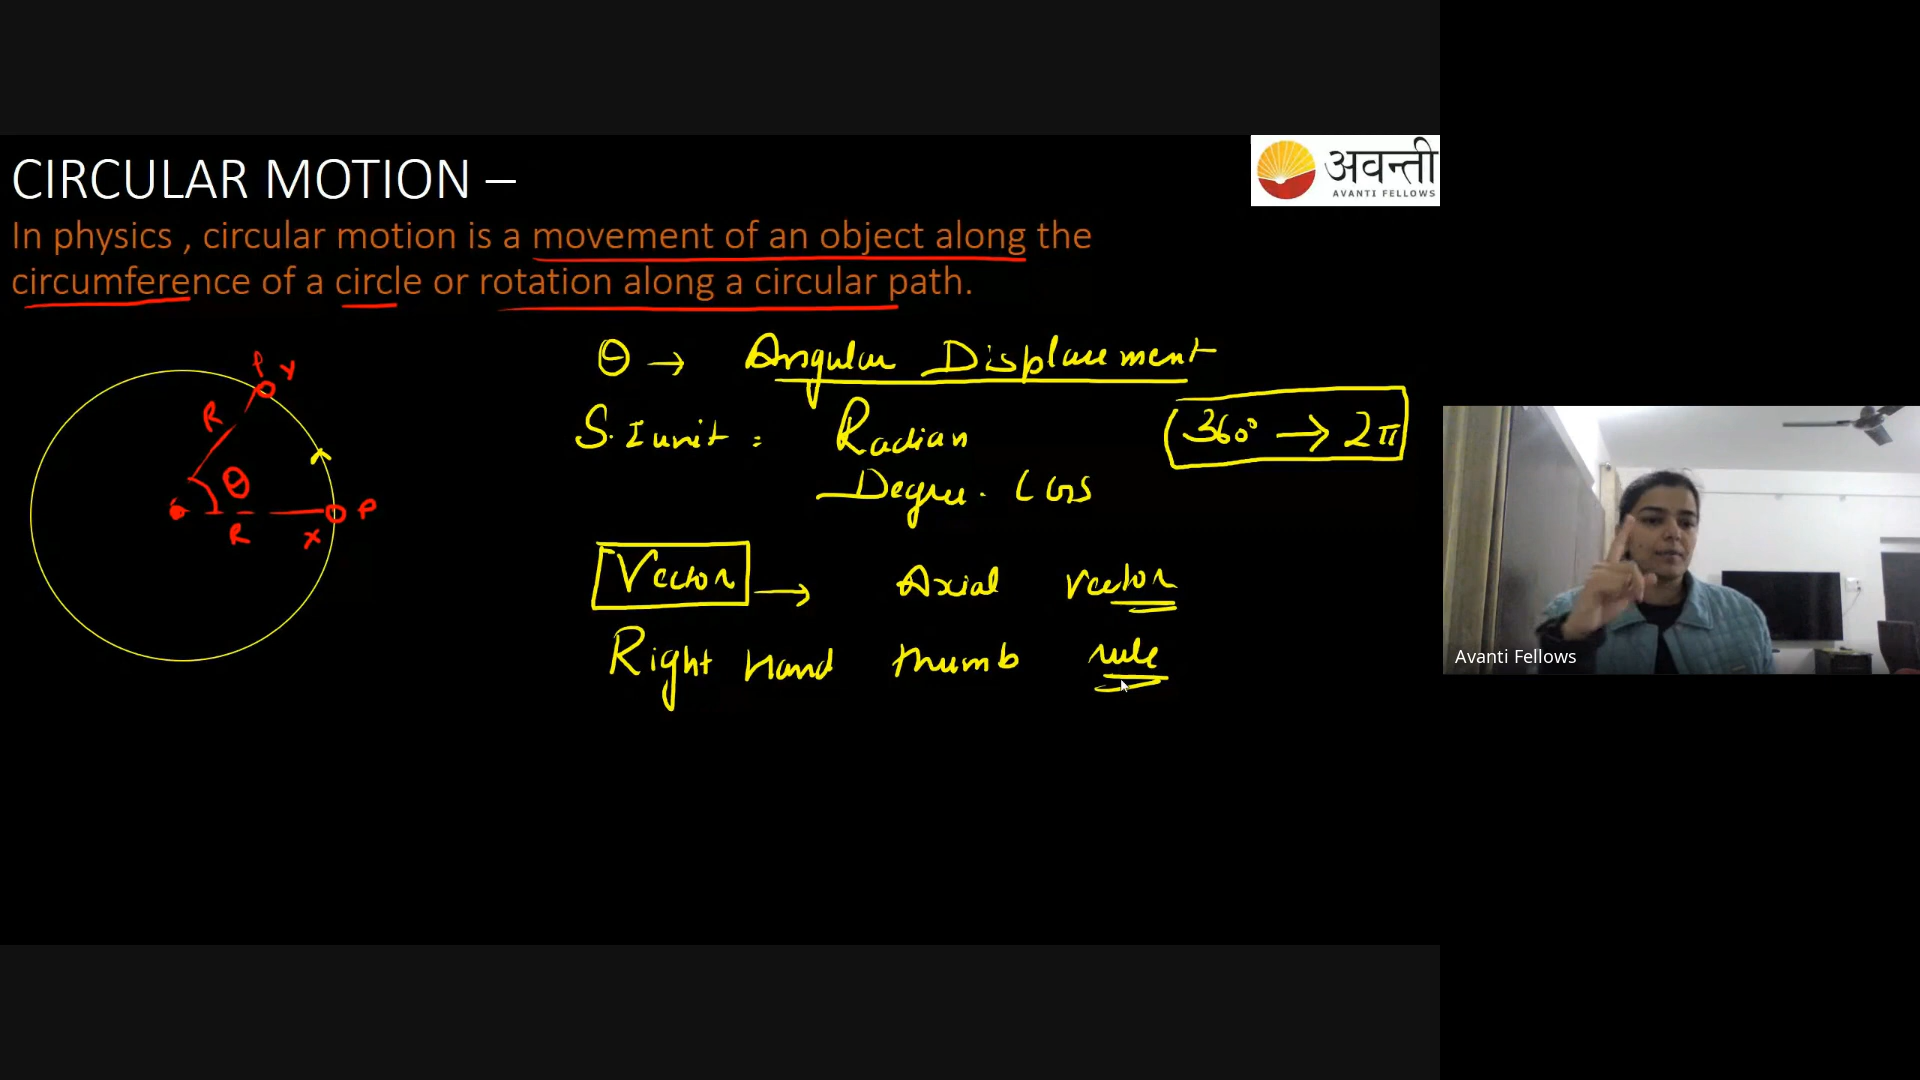 CIRCULAR MOTION –
अवन्ती
AVANTI FELLOWS
In physics , circular motion is a movement of an object along the
circumference of a circle or rotation along a circular path.
θ → Angular Displacement
S.I unit : Radian
360° → 2π
Degree. CGS
Vector → Axial vector
Right hand thumb rule
P Y
R
θ
R X P
Avanti Fellows